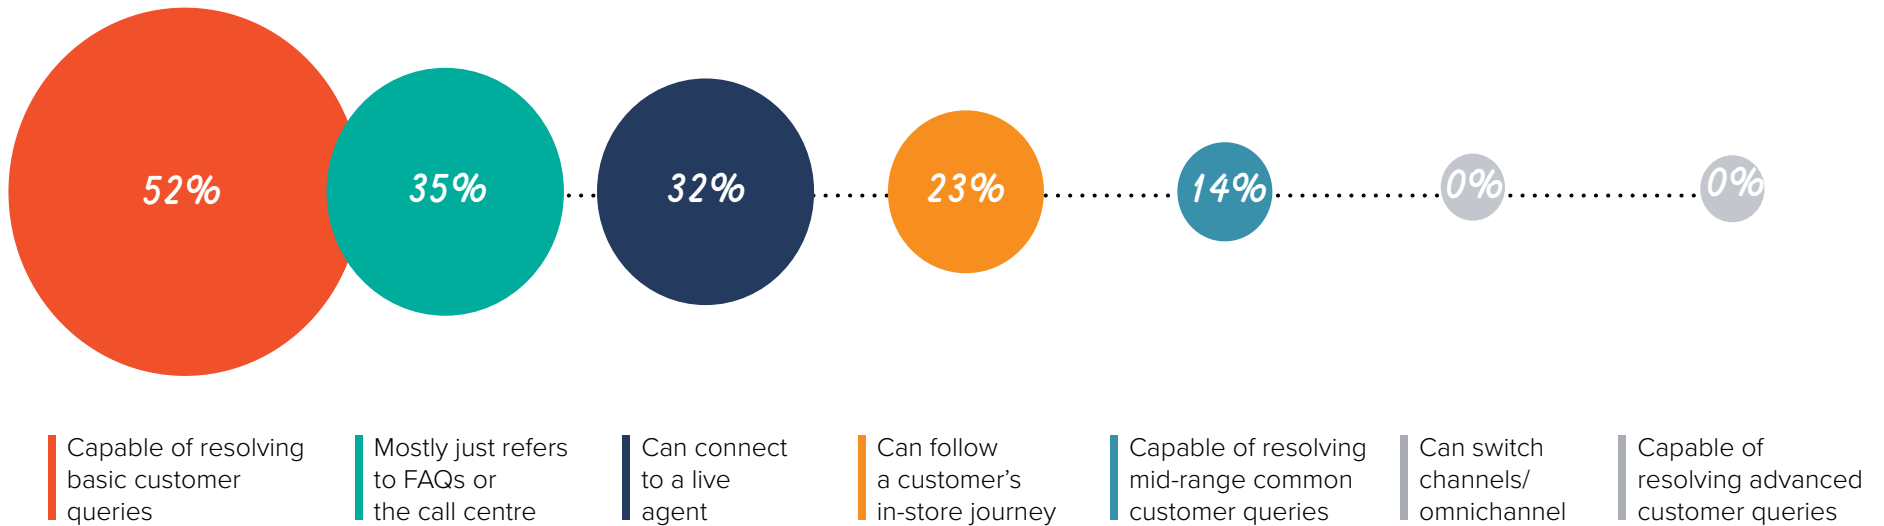 52%
35%
32%
23%
14%
0%
0%
Capable of resolving
basic customer
queries
Mostly just refers
to FAQs or
the call centre
Can connect
to a live
agent
Can follow
a customer’s
in-store journey
Capable of resolving
mid-range common
customer queries
Can switch
channels/
omnichannel
Capable of
resolving advanced
customer queries